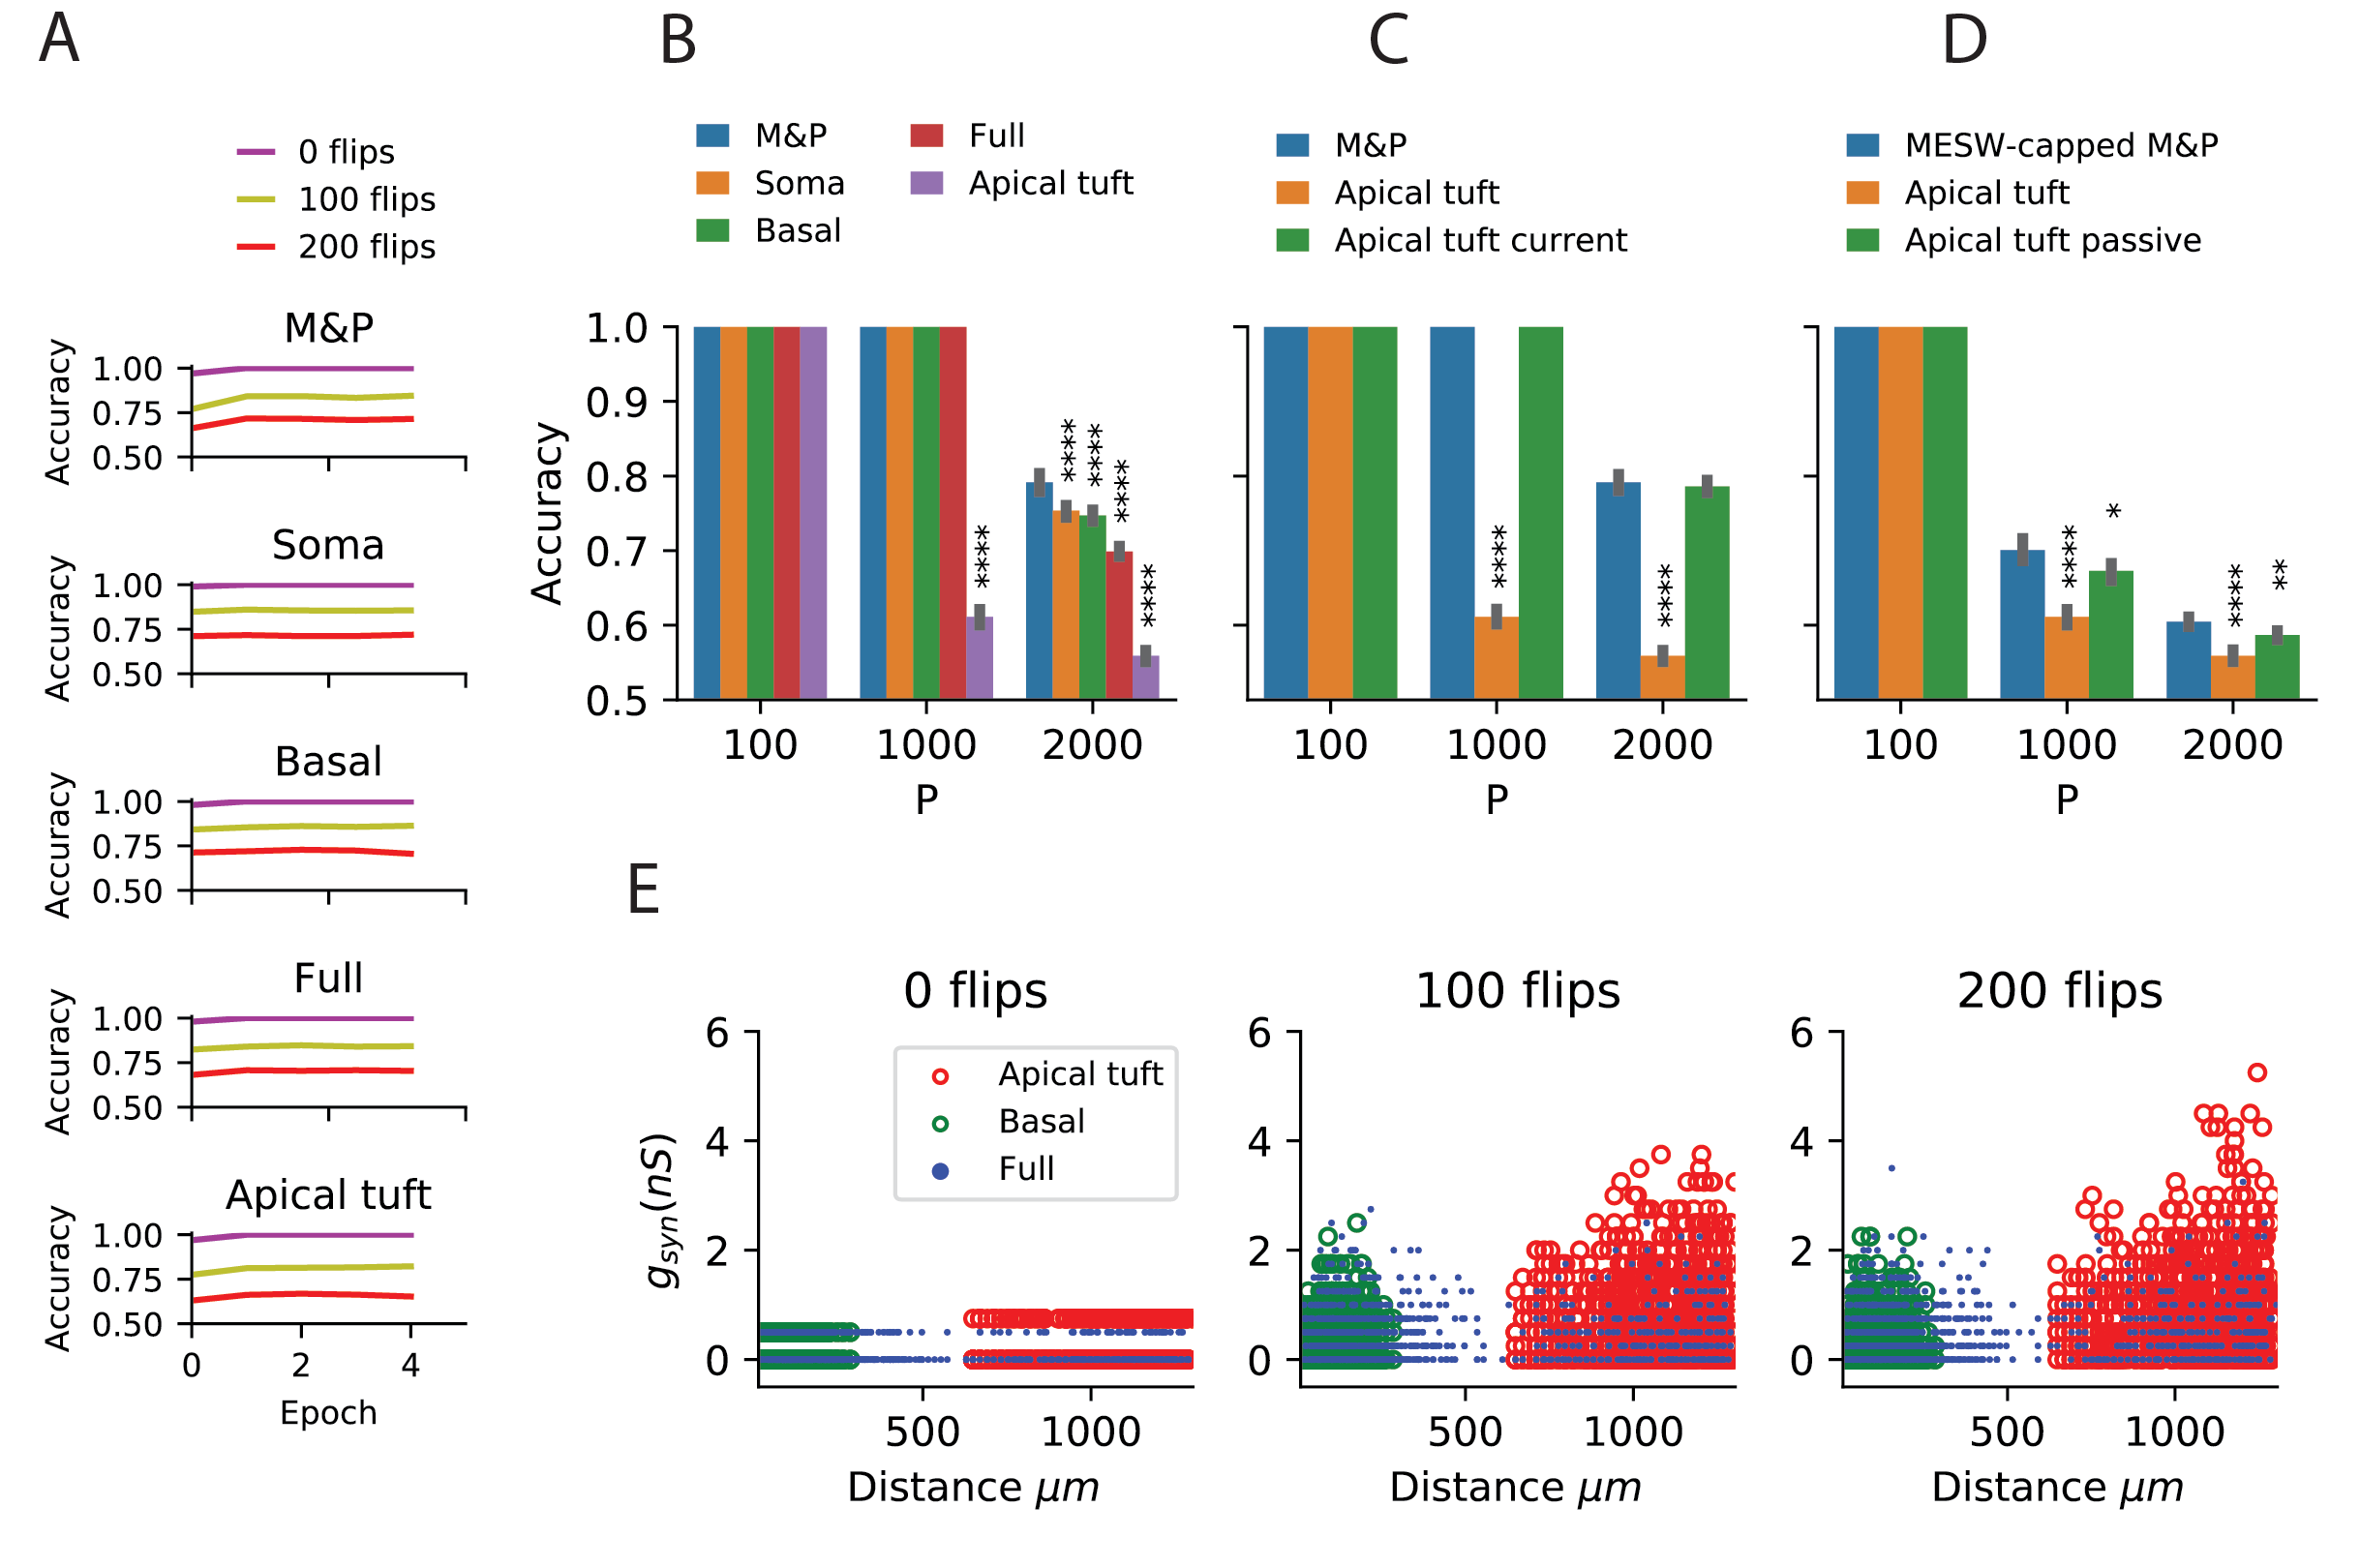 A
0 flips
100 flips
200 flips
M&P
Accuracy
1.00
0.75
0.50
Soma
Accuracy
1.00
0.75
0.50
Basal
Accuracy
1.00
0.75
0.50
Full
Accuracy
1.00
0.75
0.50
Apical tuft
Accuracy
1.00
0.75
0.50
0 2 4
Epoch
B
M&P
Soma
Basal
Full
Apical tuft
Accuracy
1.0
0.9
0.8
0.7
0.6
0.5
****
**** **** **** ****
100 1000 2000
P
C
M&P
Apical tuft
Apical tuft current
**** ****
100 1000 2000
P
D
MESW-capped M&P
Apical tuft
Apical tuft passive
**** * **** **
100 1000 2000
P
E
0 flips
Apical tuft
Basal
Full
gsyn(nS)
6
4
2
0
500 1000
Distance μm
100 flips
6
4
2
0
500 1000
Distance μm
200 flips
6
4
2
0
500 1000
Distance μm